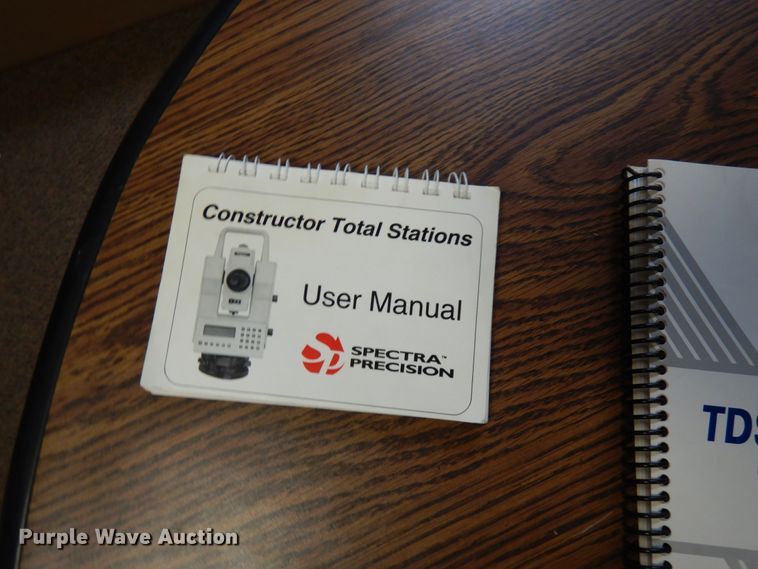 Constructor Total Stations
User Manual
SPECTRA™
PRECISION
TDS
Purple Wave Auction